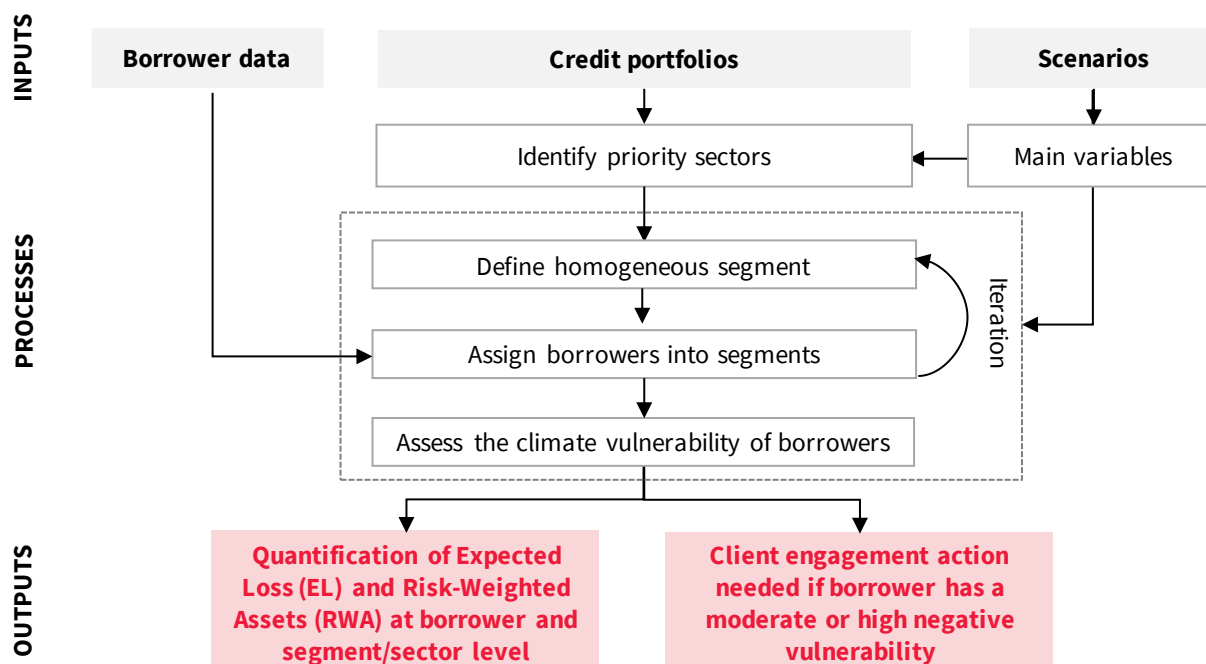 INPUTS
Borrower data
Credit portfolios
Scenarios
Identify priority sectors
Main variables
PROCESSES
Define homogeneous segment
Assign borrowers into segments
Iteration
Assess the climate vulnerability of borrowers
OUTPUTS
Quantification of Expected
Loss (EL) and Risk-Weighted
Assets (RWA) at borrower and
segment/sector level
Client engagement action
needed if borrower has a
moderate or high negative
vulnerability